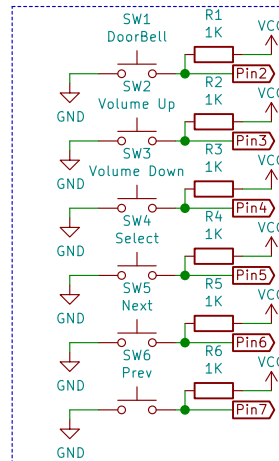 SW1
DoorBell
R1
1K
VCC
Pin2
GND
SW2
Volume Up
R2
1K
VCC
Pin3
GND
SW3
Volume Down
R3
1K
VCC
Pin4
GND
SW4
Select
R4
1K
VCC
Pin5
GND
SW5
Next
R5
1K
VCC
Pin6
GND
SW6
Prev
R6
1K
VCC
Pin7
GND